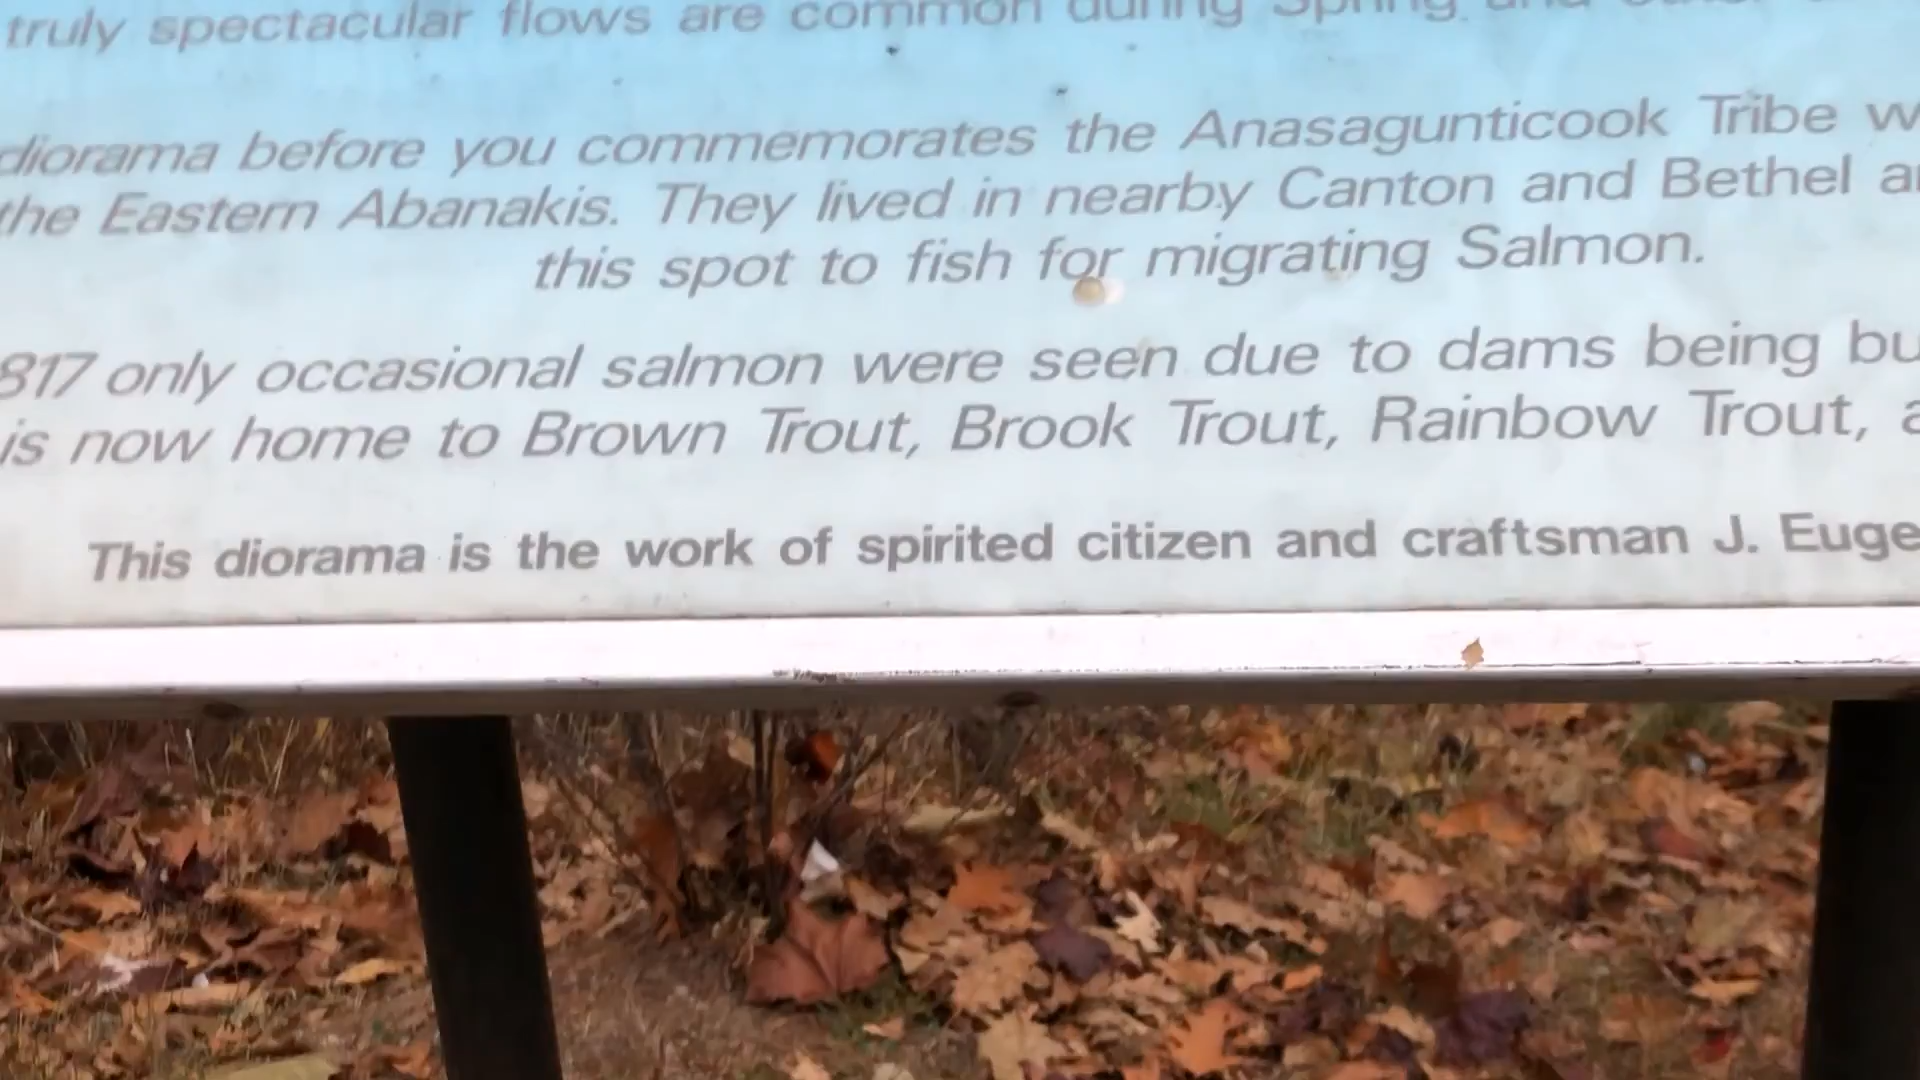 truly spectacular flows are common during Spring and
diorama before you commemorates the Anasagunticook Tribe
the Eastern Abanakis. They lived in nearby Canton and Bethel
this spot to fish for migrating Salmon.
817 only occasional salmon were seen due to dams being
is now home to Brown Trout, Brook Trout, Rainbow Trout,
This diorama is the work of spirited citizen and craftsman J. Euge